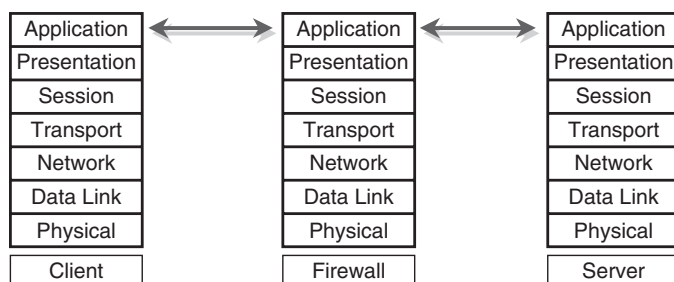 Application Application Application
Presentation Presentation Presentation
Session Session Session
Transport Transport Transport
Network Network Network
Data Link Data Link Data Link
Physical Physical Physical
Client Firewall Server